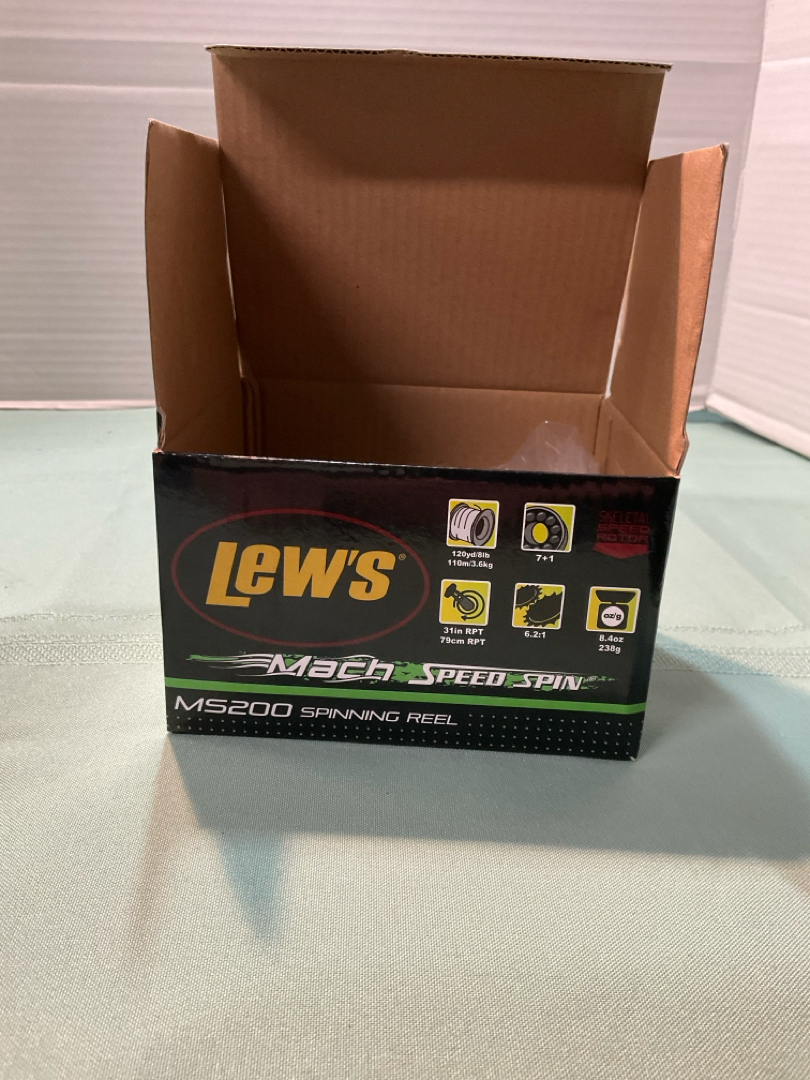 Lew's®
120yd/8lb
110m/3.6kg
7+1
SKELETAL
SPEED
ROTOR
31in RPT
79cm RPT
6.2:1
oz/g
8.4oz
238g
Mach SPEED SPIN
MS200 SPINNING REEL